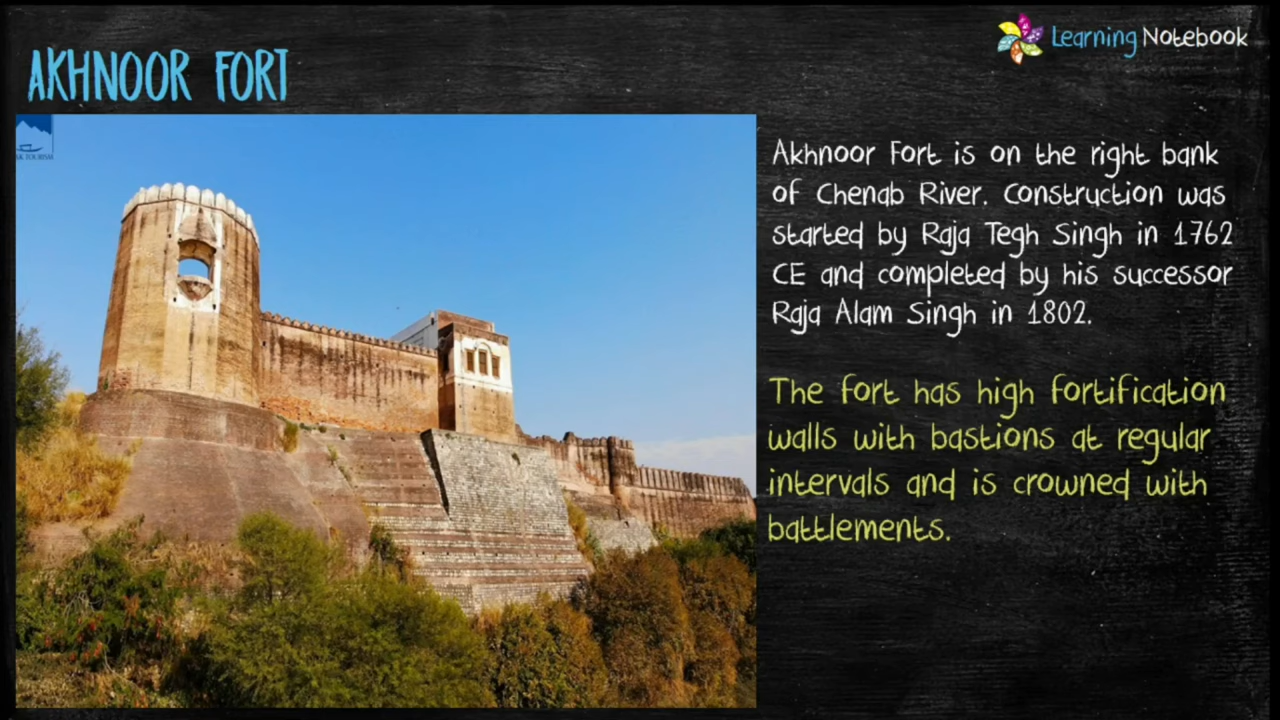 Learning Notebook
AKHNOOR FORT
Akhnoor Fort is on the right bank
of Chenab River. Construction was
started by Raja Tegh Singh in 1762
CE and completed by his successor
Raja Alam Singh in 1802.
The fort has high fortification
walls with bastions at regular
intervals and is crowned with
battlements.